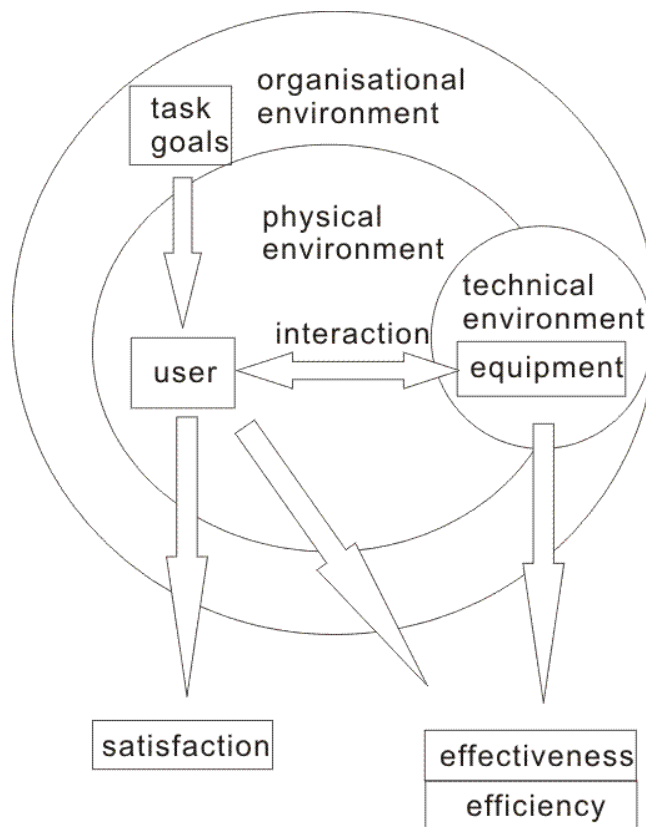 organisational
environment
task
goals
physical
environment
technical
environment
interaction
user
equipment
satisfaction
effectiveness
efficiency